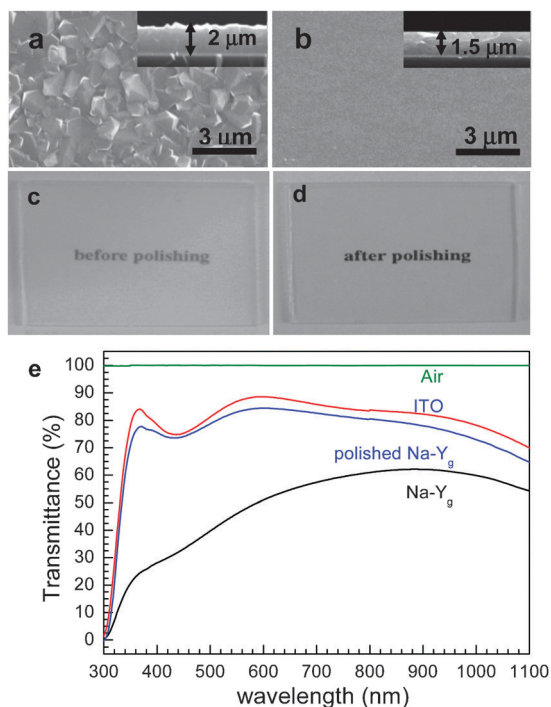 a
2 μm
3 μm
b
1.5 μm
3 μm
c
before polishing
d
after polishing
e
Transmittance (%)
100
90
80
70
60
50
40
30
20
10
0
Air
ITO
polished Na-Yg
Na-Yg
300 400 500 600 700 800 900 1000 1100
wavelength (nm)